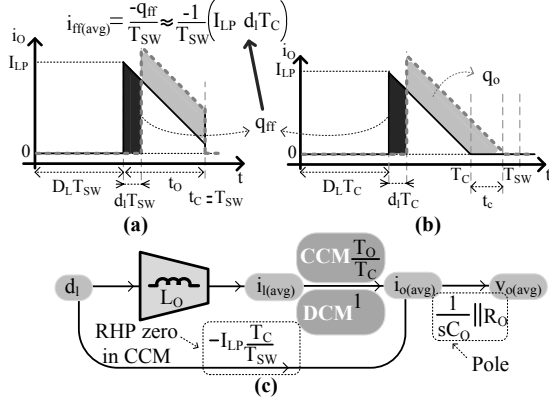 i_ff(avg) = -q_ff/T_SW ≈ -1/T_SW (I_LP d_l T_C)
i_O
I_LP
0
q_ff
D_L T_SW
d_l T_SW
t_O
t_C = T_SW
t
(a)
i_O
I_LP
q_o
0
T_C
T_SW
t
D_L T_C
d_l T_C
t_c
(b)
d_l
L_O
i_l(avg)
CCM T_O/T_C
DCM 1
i_o(avg)
v_o(avg)
RHP zero
in CCM
-I_LP T_C/T_SW
1/sC_O || R_O
Pole
(c)